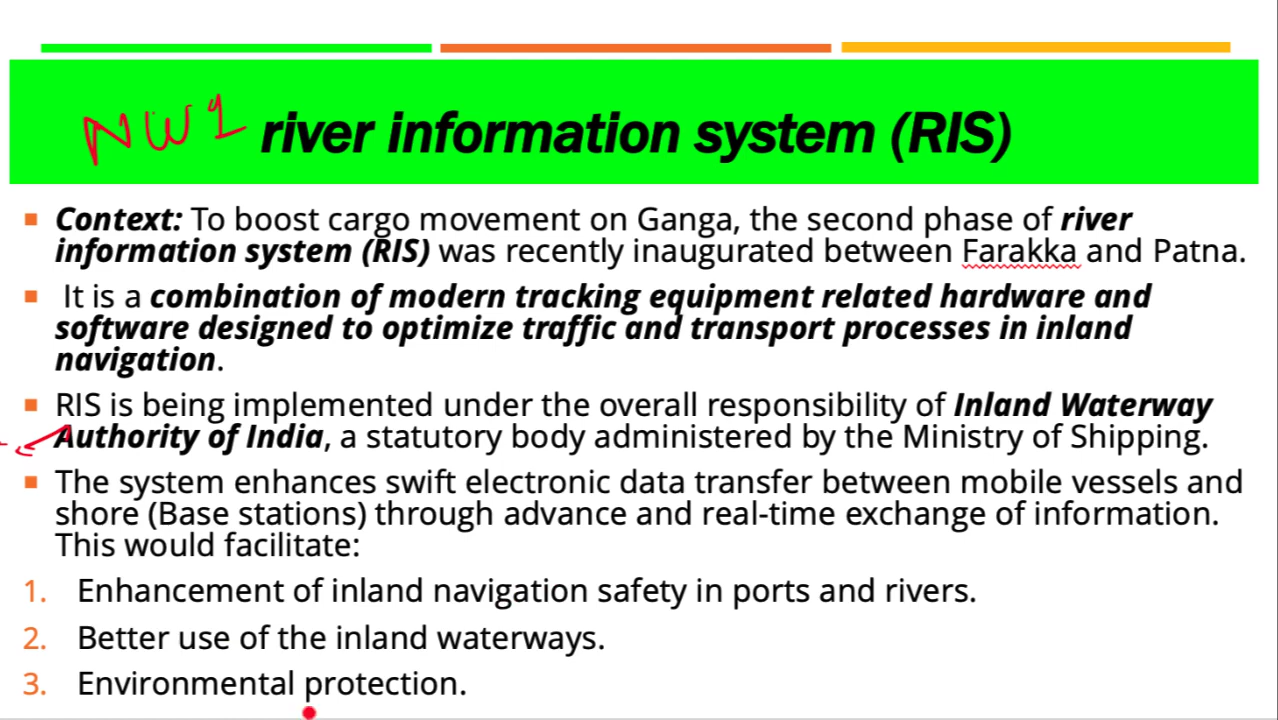 NW1 river information system (RIS)
Context: To boost cargo movement on Ganga, the second phase of river
information system (RIS) was recently inaugurated between Farakka and Patna.
It is a combination of modern tracking equipment related hardware and
software designed to optimize traffic and transport processes in inland
navigation.
RIS is being implemented under the overall responsibility of Inland Waterway
Authority of India, a statutory body administered by the Ministry of Shipping.
The system enhances swift electronic data transfer between mobile vessels and
shore (Base stations) through advance and real-time exchange of information.
This would facilitate:
1. Enhancement of inland navigation safety in ports and rivers.
2. Better use of the inland waterways.
3. Environmental protection.